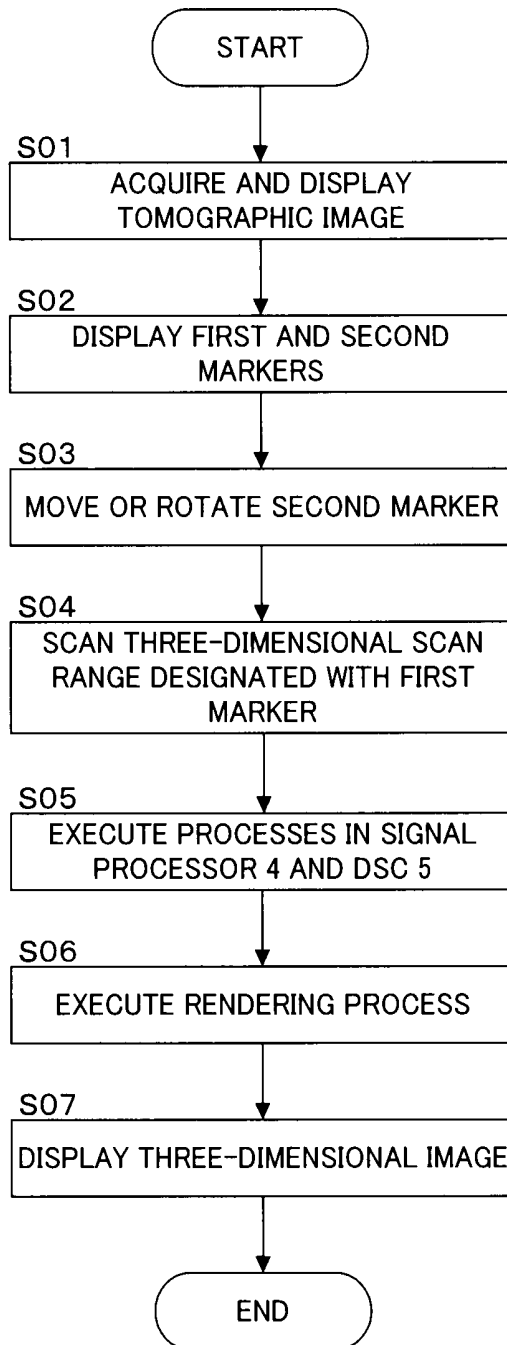 START
S01
ACQUIRE AND DISPLAY
TOMOGRAPHIC IMAGE
S02
DISPLAY FIRST AND SECOND
MARKERS
S03
MOVE OR ROTATE SECOND MARKER
S04
SCAN THREE-DIMENSIONAL SCAN
RANGE DESIGNATED WITH FIRST
MARKER
S05
EXECUTE PROCESSES IN SIGNAL
PROCESSOR 4 AND DSC 5
S06
EXECUTE RENDERING PROCESS
S07
DISPLAY THREE-DIMENSIONAL IMAGE
END